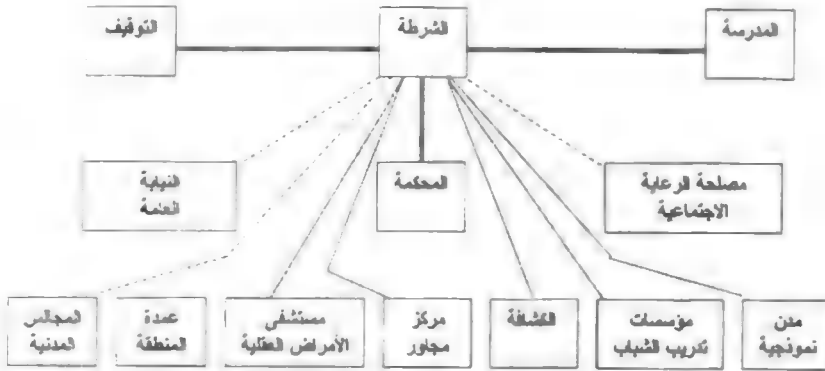 المدرسة
الشرطة
التوقيف
مصلحة الرعاية
الاجتماعية
المحكمة
النيابة
العامة
مدن
نموذجية
مؤسسات
تدريب الشباب
الكشافة
مركز
مجاور
مستشفى
الأمراض العقلية
عمدة
المنطقة
المجالس
المدنية